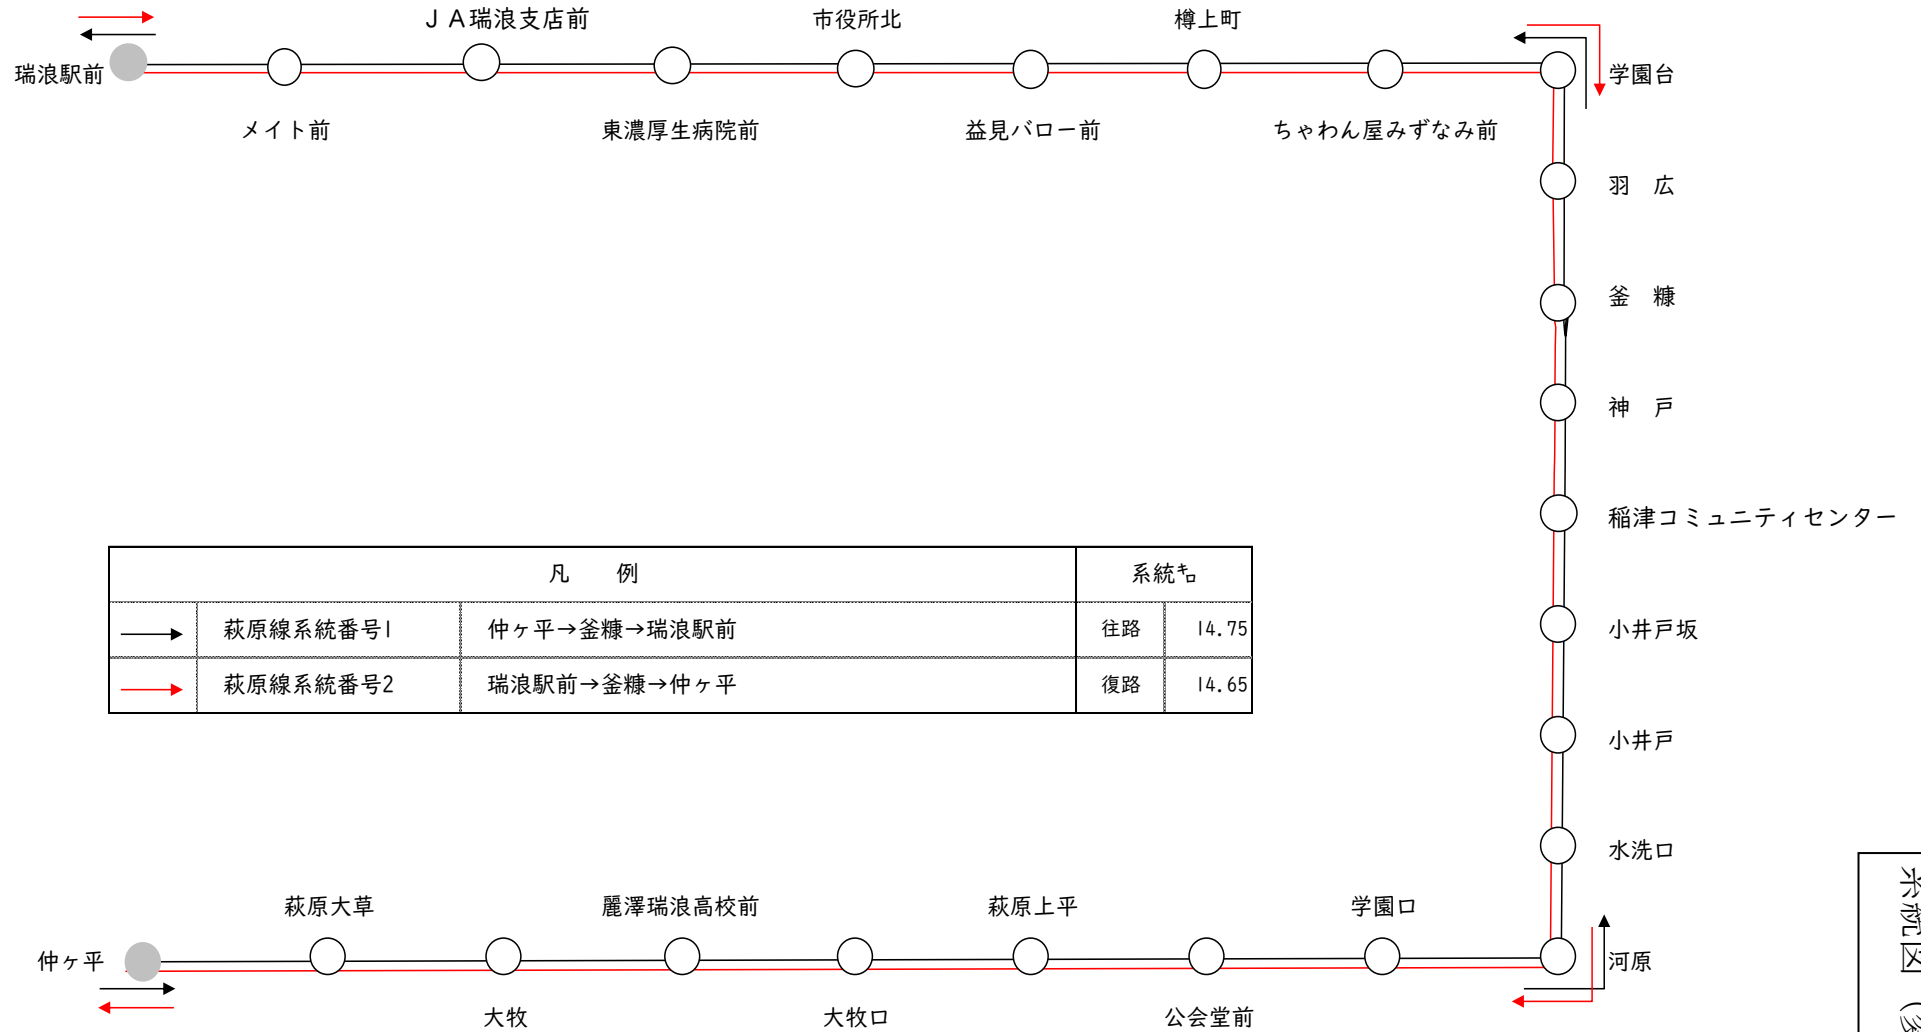 ＪＡ瑞浪支店前
市役所北
樽上町
瑞浪駅前
学園台
メイト前
東濃厚生病院前
益見バロー前
ちゃわん屋みずなみ前
羽　広
釜　糠
神　戸
稲津コミュニティセンター
凡　例
系統㌔
萩原線系統番号1
仲ヶ平→釜糠→瑞浪駅前
往路
14.75
萩原線系統番号2
瑞浪駅前→釜糠→仲ヶ平
復路
14.65
小井戸坂
小井戸
水洗口
萩原大草
麗澤瑞浪高校前
萩原上平
学園口
仲ヶ平
河原
大牧
大牧口
公会堂前
系統図（